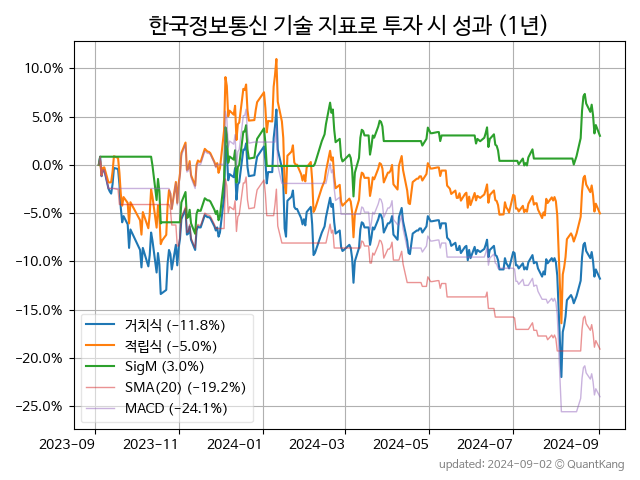 한국정보통신 기술 지표로 투자 시 성과 (1년)
10.0%
5.0%
0.0%
−5.0%
−10.0%
−15.0%
−20.0%
−25.0%
거치식 (−11.8%)
적립식 (−5.0%)
SigM (3.0%)
SMA(20) (−19.2%)
MACD (−24.1%)
2023-09 2023-11 2024-01 2024-03 2024-05 2024-07 2024-09
updated: 2024-09-02 © QuantKang